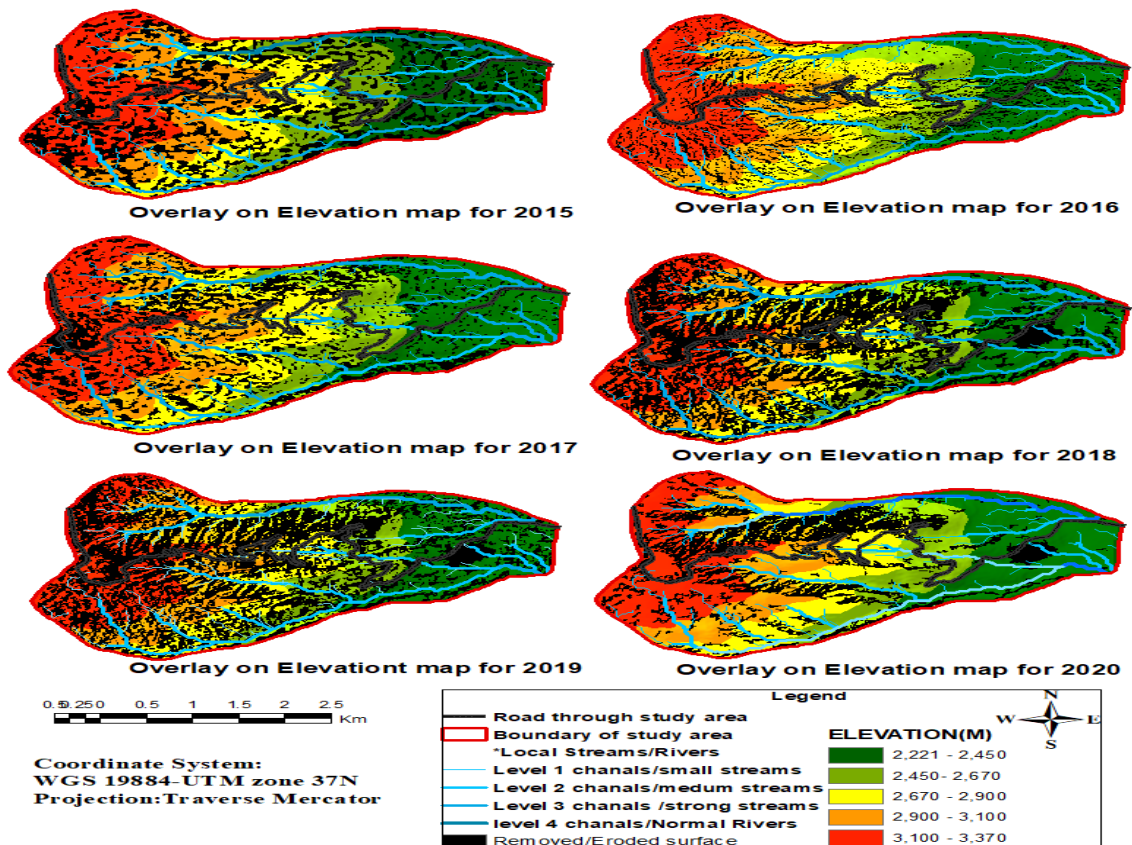 Overlay on Elevation map for 2015
Overlay on Elevation map for 2016
Overlay on Elevation map for 2017
Overlay on Elevation map for 2018
Overlay on Elevationt map for 2019
Overlay on Elevation map for 2020
0.50.250 0.5 1 1.5 2 2.5
Km
Coordinate System:
WGS 19884-UTM zone 37N
Projection:Traverse Mercator
Legend
Road through study area
Boundary of study area
*Local Streams/Rivers
Level 1 chanals/small streams
Level 2 chanals/medum streams
Level 3 chanals /strong streams
level 4 chanals/Normal Rivers
Removed/Eroded surface
N
W E
S
ELEVATION(M)
2,221 - 2,450
2,450- 2,670
2,670 - 2,900
2,900 - 3,100
3,100 - 3,370